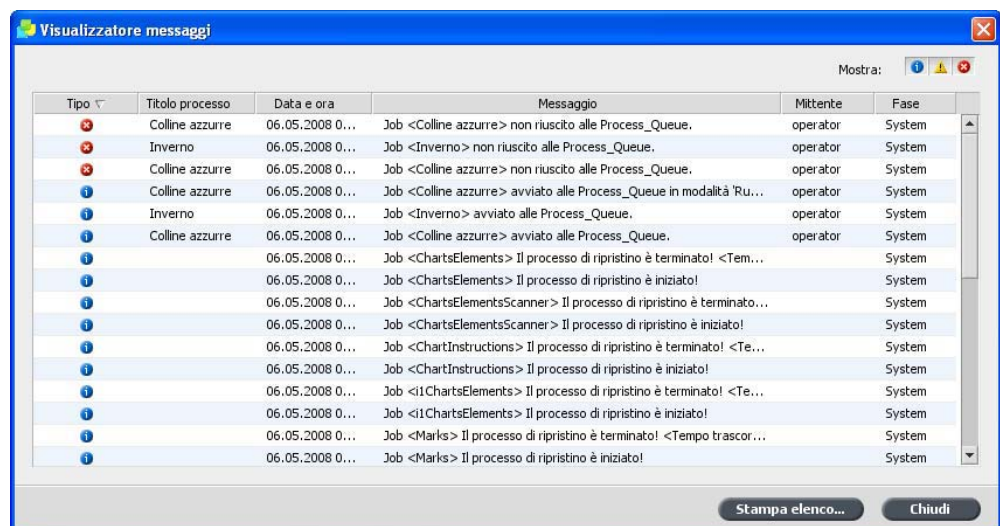 Visualizzatore messaggi
Mostra:
Tipo Titolo processo Data e ora Messaggio Mittente Fase
Colline azzurre 06.05.2008 0... Job <Colline azzurre> non riuscito alle Process_Queue. operator System
Inverno 06.05.2008 0... Job <Inverno> non riuscito alle Process_Queue. operator System
Colline azzurre 06.05.2008 0... Job <Colline azzurre> non riuscito alle Process_Queue. operator System
Colline azzurre 06.05.2008 0... Job <Colline azzurre> avviato alle Process_Queue in modalità 'Ru... operator System
Inverno 06.05.2008 0... Job <Inverno> avviato alle Process_Queue. operator System
Colline azzurre 06.05.2008 0... Job <Colline azzurre> avviato alle Process_Queue. operator System
06.05.2008 0... Job <ChartsElements> Il processo di ripristino è terminato! <Tem... System
06.05.2008 0... Job <ChartsElements> Il processo di ripristino è iniziato! System
06.05.2008 0... Job <ChartsElementsScanner> Il processo di ripristino è terminato... System
06.05.2008 0... Job <ChartsElementsScanner> Il processo di ripristino è iniziato! System
06.05.2008 0... Job <ChartInstructions> Il processo di ripristino è terminato! <Te... System
06.05.2008 0... Job <ChartInstructions> Il processo di ripristino è iniziato! System
06.05.2008 0... Job <i1ChartsElements> Il processo di ripristino è terminato! <Te... System
06.05.2008 0... Job <i1ChartsElements> Il processo di ripristino è iniziato! System
06.05.2008 0... Job <Marks> Il processo di ripristino è terminato! <Tempo trascor... System
06.05.2008 0... Job <Marks> Il processo di ripristino è iniziato! System
Stampa elenco... Chiudi